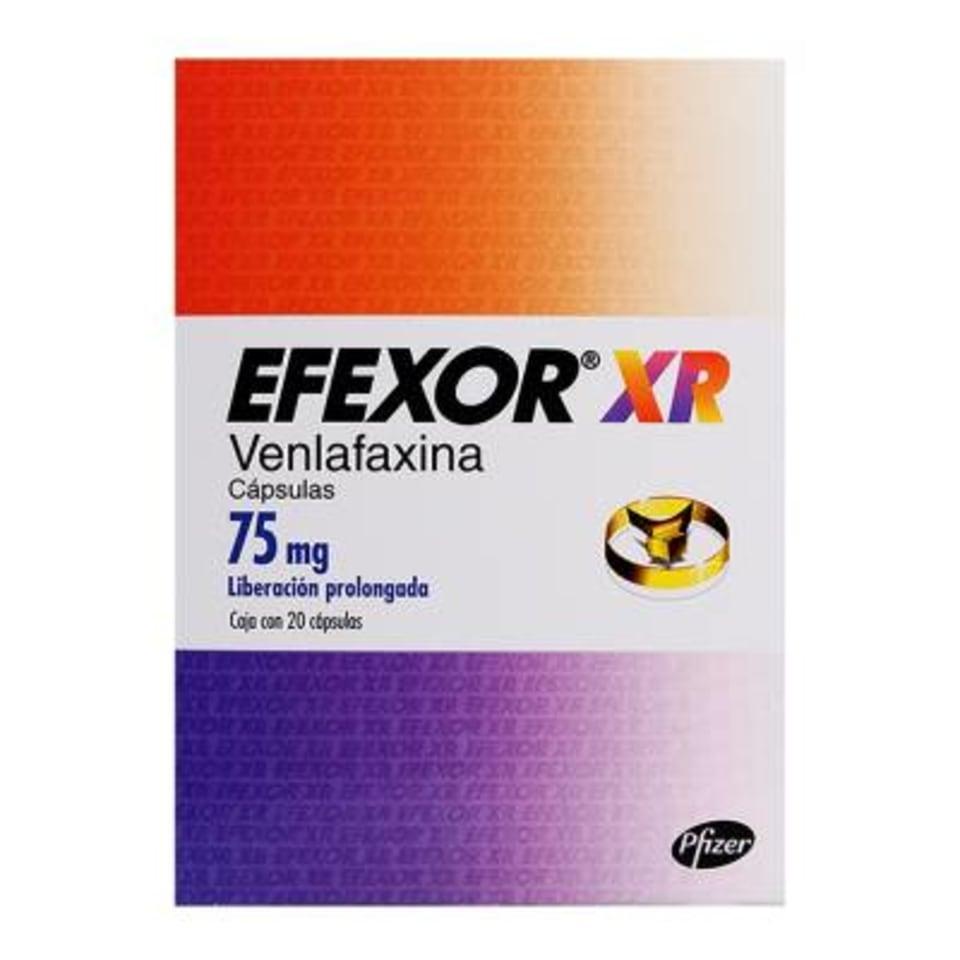 EFEXOR® XR
Venlafaxina
Cápsulas
75 mg
Liberación prolongada
Caja con 20 cápsulas
Pfizer